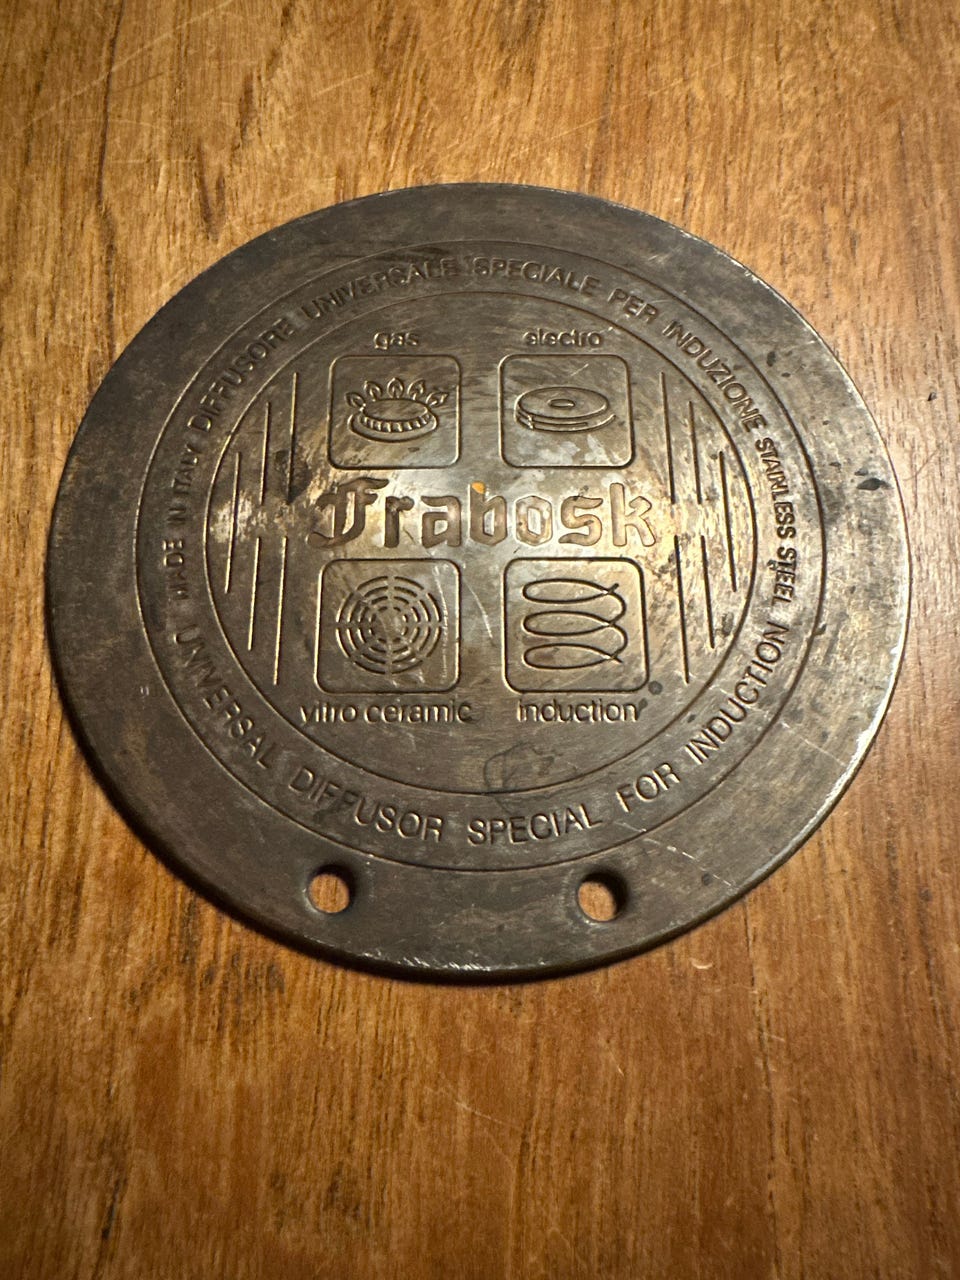 MADE IN ITALY DIFFUSORE UNIVERSALE SPECIALE PER INDUZIONE STAINLESS STEEL
gas
electro
Frabosk
vitro ceramic
induction
UNIVERSAL DIFFUSOR SPECIAL FOR INDUCTION